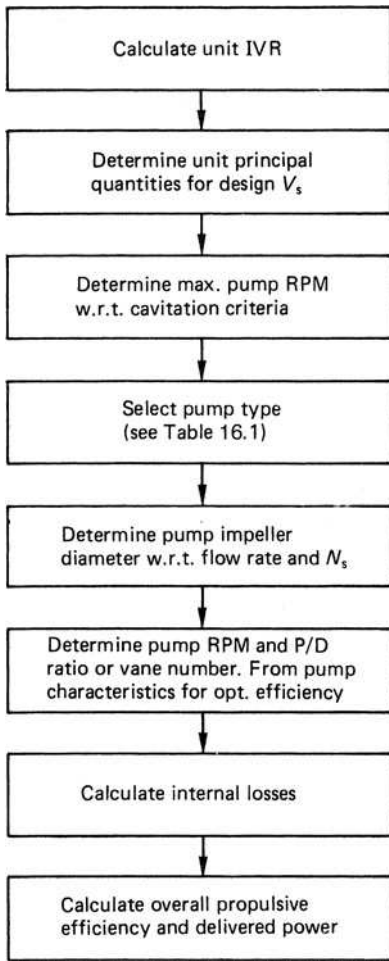 Calculate unit IVR
Determine unit principal
quantities for design Vs
Determine max. pump RPM
w.r.t. cavitation criteria
Select pump type
(see Table 16.1)
Determine pump impeller
diameter w.r.t. flow rate and Ns
Determine pump RPM and P/D
ratio or vane number. From pump
characteristics for opt. efficiency
Calculate internal losses
Calculate overall propulsive
efficiency and delivered power